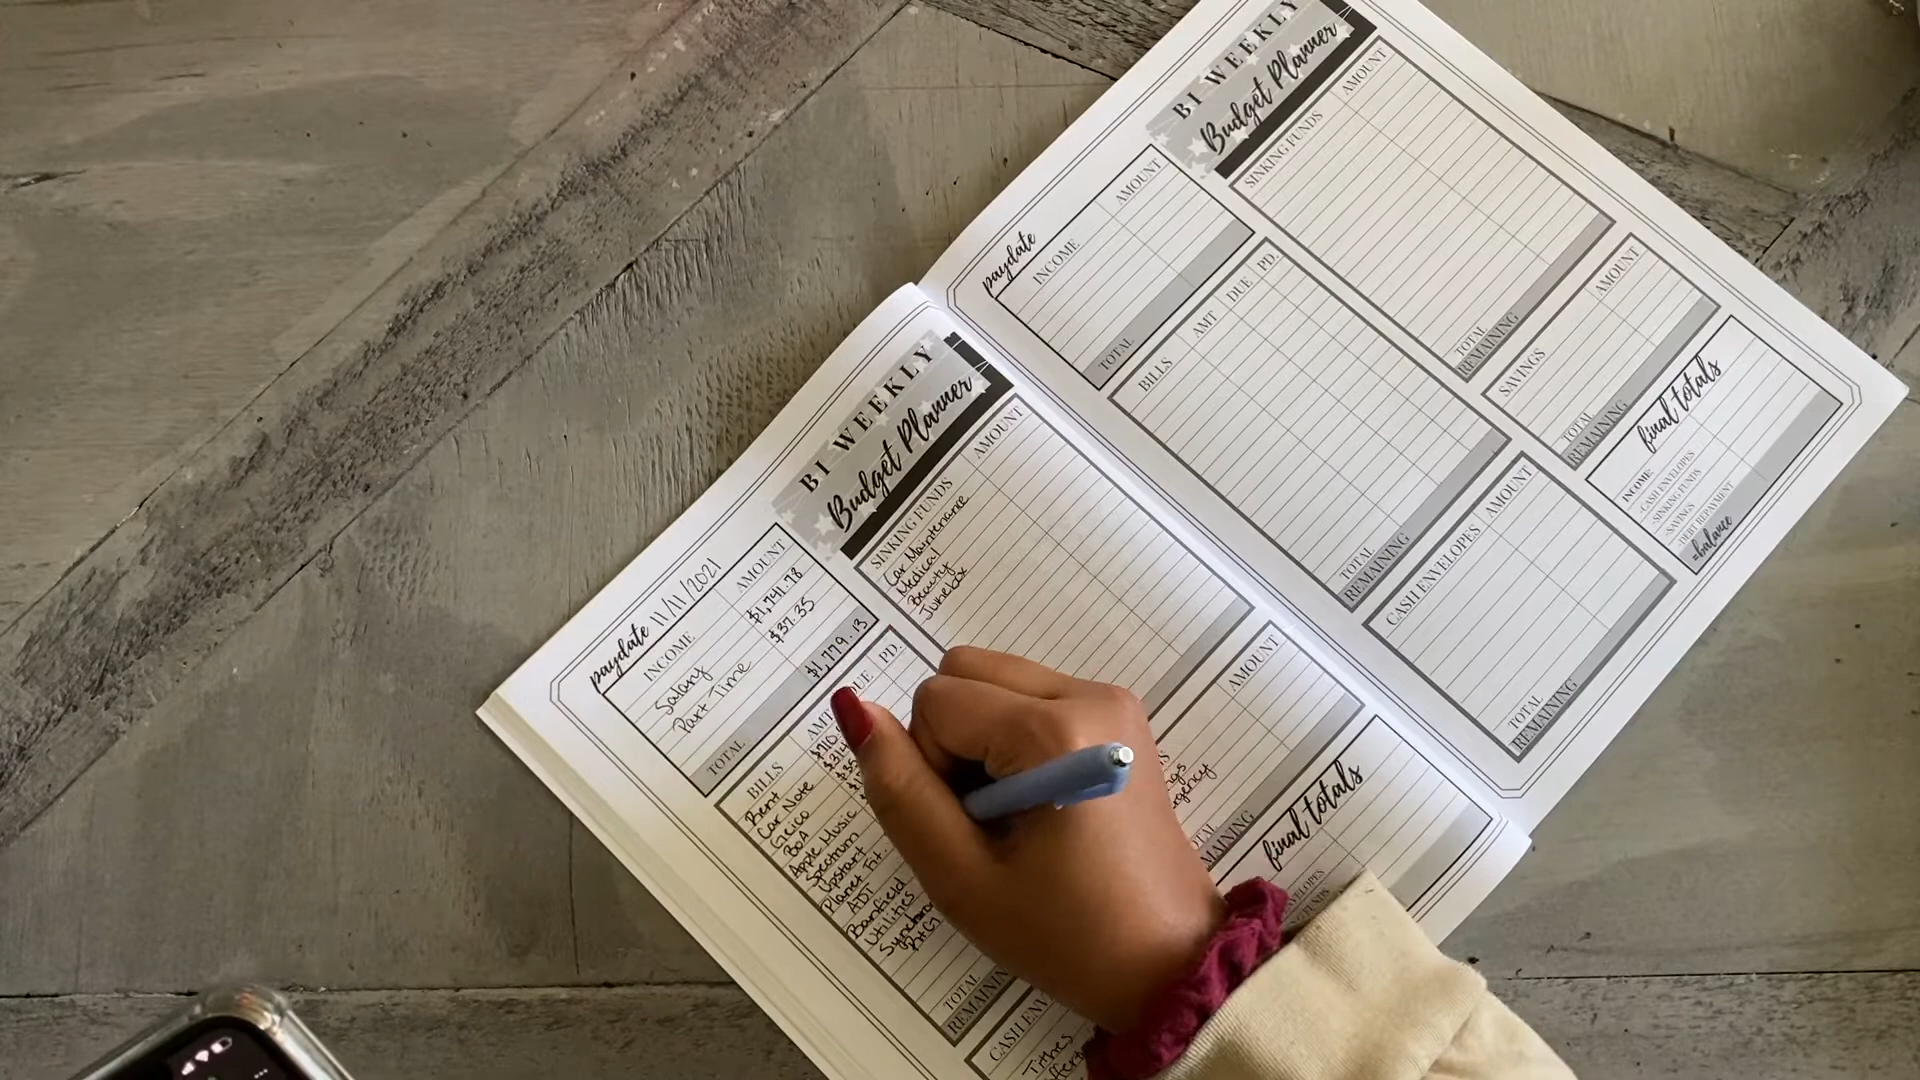 BI WEEKLY
Budget Planner
paydate 11/11/2021
INCOME AMOUNT
Salary $1,741.78
Part Time $37.35
TOTAL $1,779.13
BILLS AMT DUE PD.
Rent
Car Note
Geico
BoA
Apple Music
Spectrum
Upstart
Planet Fit
ADT
Banfield
Utilities
TOTAL
SINKING FUNDS AMOUNT
Car Maintenance
Medical
Beauty
AMOUNT
final totals
CASH ENV
Tithes
BI WEEKLY
Budget Planner
paydate
INCOME AMOUNT
TOTAL
BILLS AMT DUE PD.
TOTAL
REMAINING
SINKING FUNDS AMOUNT
TOTAL
REMAINING
SAVINGS AMOUNT
TOTAL
REMAINING
CASH ENVELOPES AMOUNT
TOTAL
REMAINING
final totals
INCOME
-CASH ENVELOPES
-SINKING FUNDS
-SAVINGS
-DEBT REPAYMENT
=balance